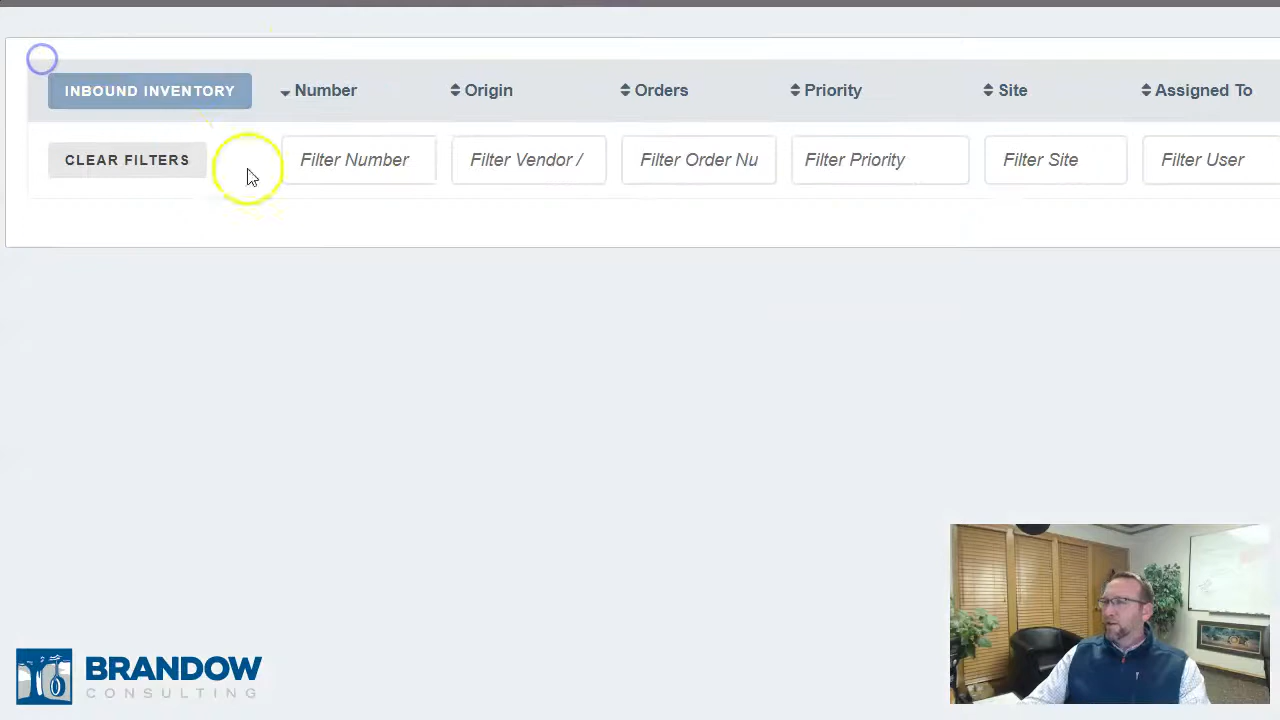 INBOUND INVENTORY Number Origin Orders Priority Site Assigned To
CLEAR FILTERS Filter Number Filter Vendor / Filter Order Nu Filter Priority Filter Site Filter User
BRANDOW
CONSULTING